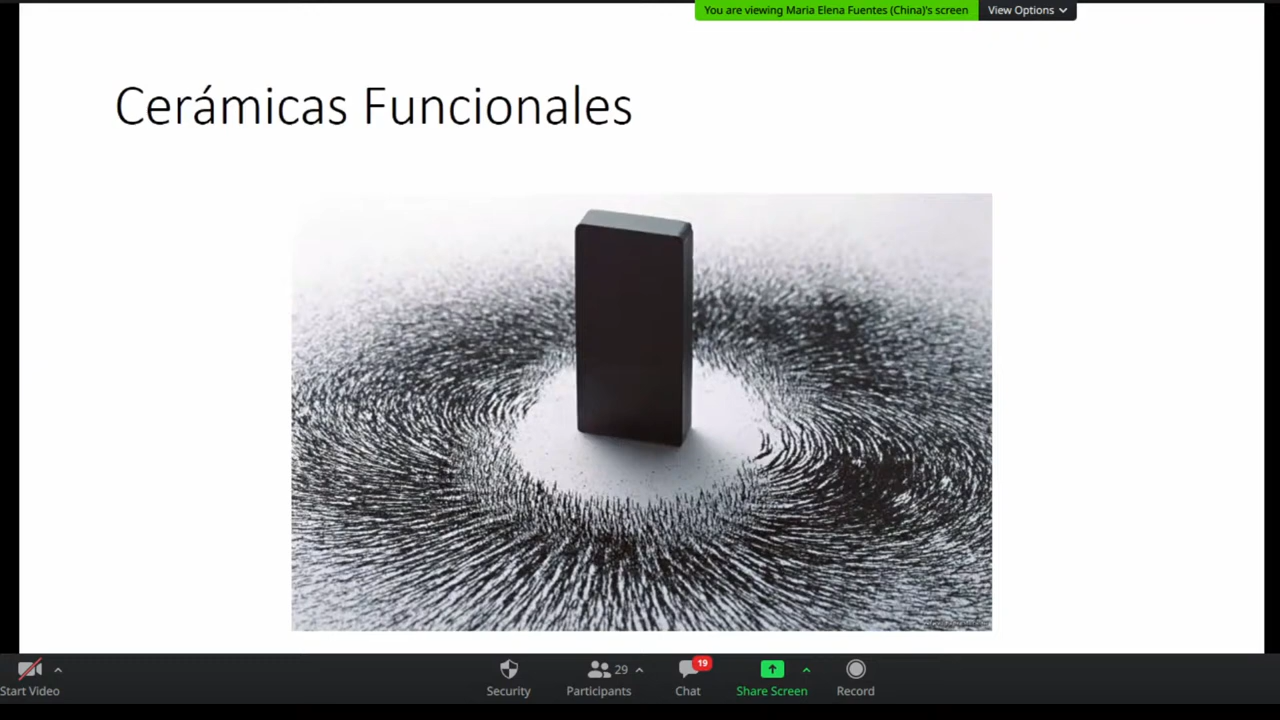 You are viewing Maria Elena Fuentes (China)'s screen
View Options
Cerámicas Funcionales
Start Video
Security
29
Participants
19
Chat
Share Screen
Record